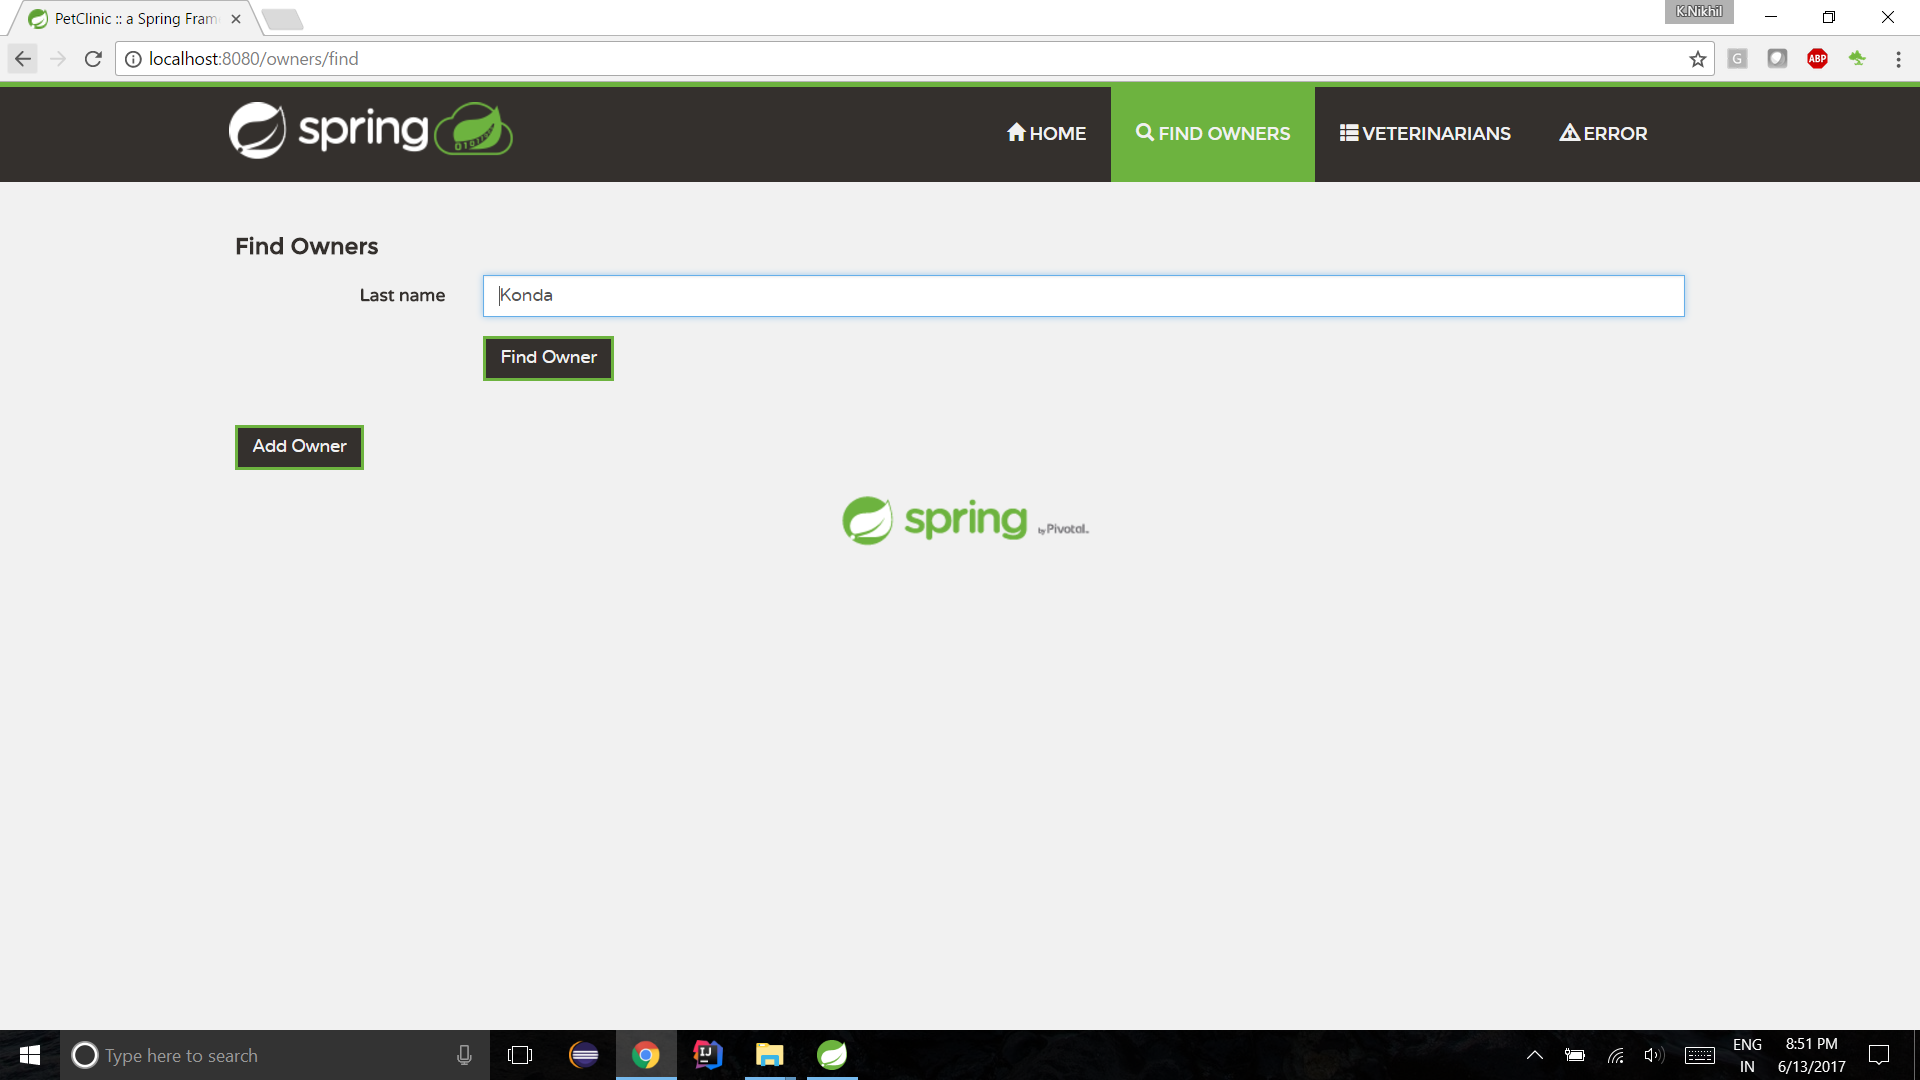 PetClinic :: a Spring Fram
K.Nikhil
localhost:8080/owners/find
G
ABP
spring
HOME
FIND OWNERS
VETERINARIANS
ERROR
Find Owners
Last name
Konda
Find Owner
Add Owner
spring by Pivotal
Type here to search
IJ
ENG
IN
8:51 PM
6/13/2017